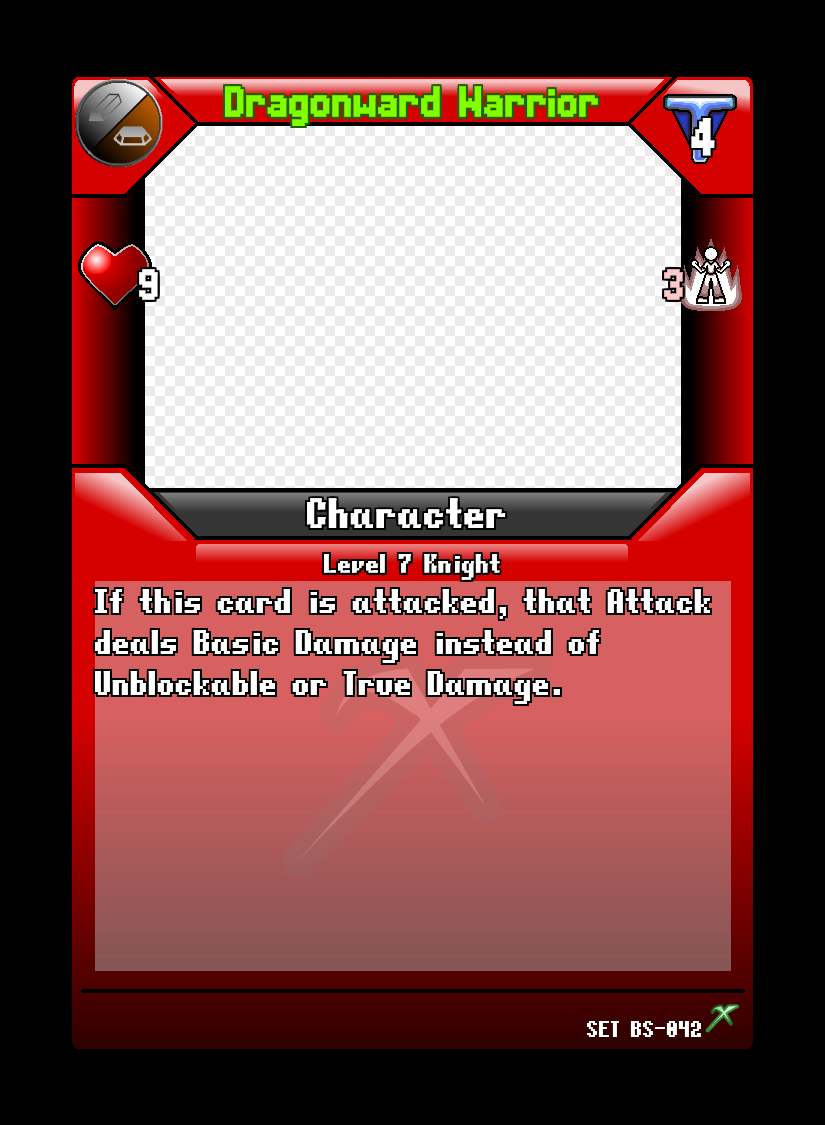 Dragonward Warrior
4
9
3
Character
Level 7 Knight
If this card is attacked, that Attack
deals Basic Damage instead of
Unblockable or True Damage.
SET BS-042